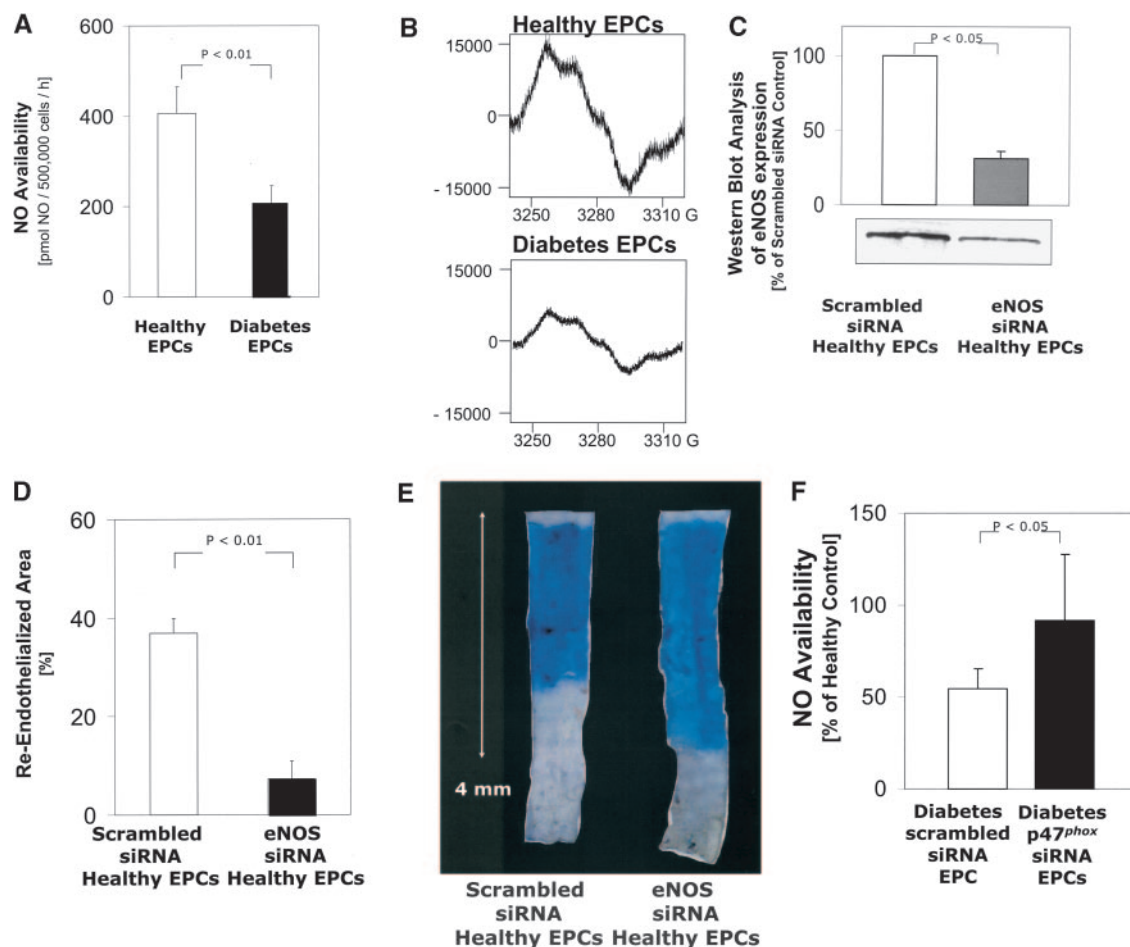 A
NO Availability
[pmol NO / 500,000 cells / h]
600
400
200
0
P < 0.01
Healthy
EPCs
Diabetes
EPCs
B
Healthy EPCs
15000
0
- 15000
3250 3280 3310 G
Diabetes EPCs
15000
0
- 15000
3250 3280 3310 G
C
Western Blot Analysis
of eNOS expression
[% of Scrambled siRNA Control]
100
50
0
P < 0.05
Scrambled
siRNA
Healthy EPCs
eNOS
siRNA
Healthy EPCs
D
Re-Endothelialized Area
[%]
60
40
20
0
P < 0.01
Scrambled
siRNA
Healthy EPCs
eNOS
siRNA
Healthy EPCs
E
4 mm
Scrambled
siRNA
Healthy EPCs
eNOS
siRNA
Healthy EPCs
F
NO Availability
[% of Healthy Control]
150
100
50
0
P < 0.05
Diabetes
scrambled
siRNA
EPC
Diabetes
p47phox
siRNA
EPCs